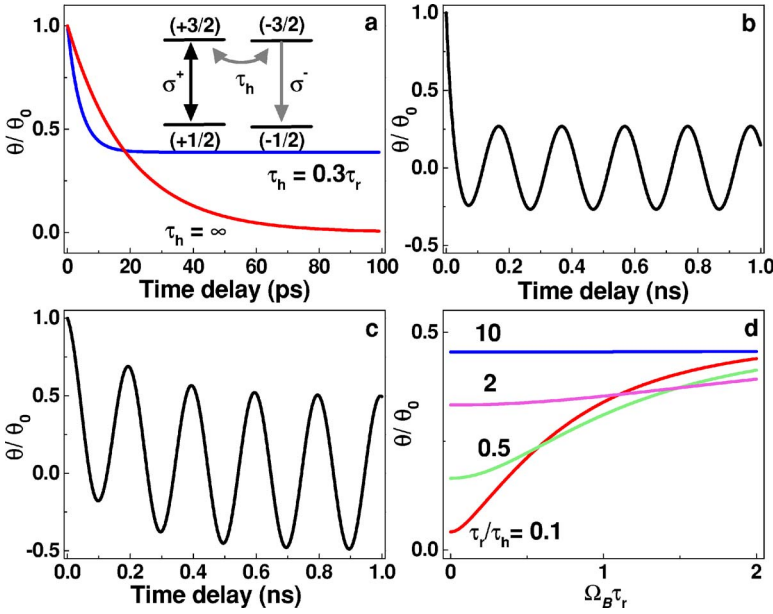 a
(+3/2) (-3/2)
σ⁺ τh σ⁻
(+1/2) (-1/2)
τh = 0.3τr
τh = ∞
θ/ θ0
1.0
0.5
0.0
0 20 40 60 80 100
Time delay (ps)
b
θ/ θ0
1.0
0.5
0.0
-0.5
0.0 0.2 0.4 0.6 0.8 1.0
Time delay (ns)
c
θ/ θ0
1.0
0.5
0.0
-0.5
0.0 0.2 0.4 0.6 0.8 1.0
Time delay (ns)
d
10
2
0.5
τr/τh= 0.1
θ/ θ0
0.5
0.0
0 1 2
ΩBτr